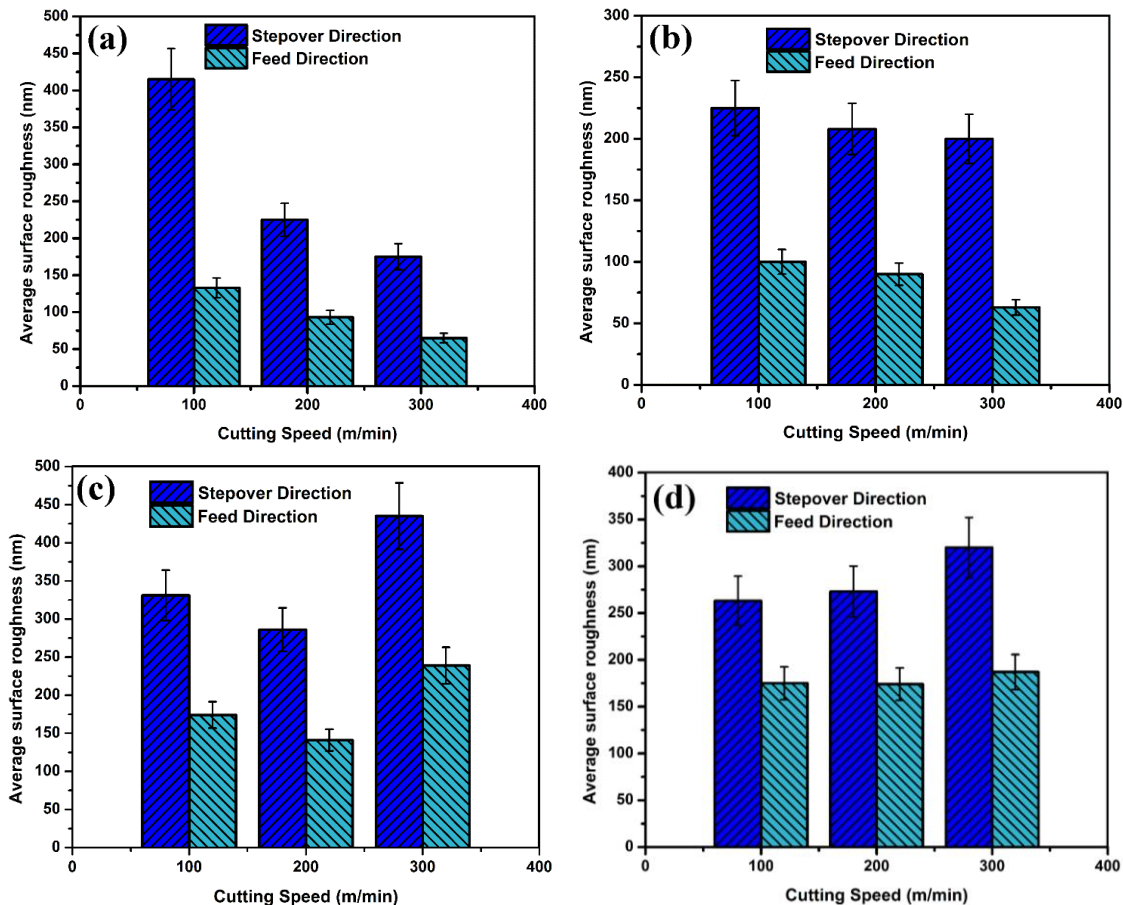 (a)
Stepover Direction
Feed Direction
Average surface roughness (nm)
500
450
400
350
300
250
200
150
100
50
0
0 100 200 300 400
Cutting Speed (m/min)
(b)
Stepover Direction
Feed Direction
Average surface roughness (nm)
300
250
200
150
100
50
0
0 100 200 300 400
Cutting Speed (m/min)
(c)
Stepover Direction
Feed Direction
Average surface roughness (nm)
500
450
400
350
300
250
200
150
100
50
0
0 100 200 300 400
Cutting Speed (m/min)
(d)
Stepover Direction
Feed Direction
Average surface roughness (nm)
400
350
300
250
200
150
100
50
0
0 100 200 300 400
Cutting Speed (m/min)